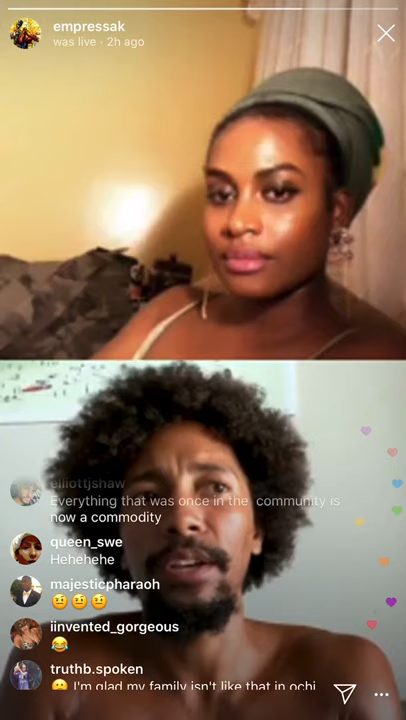 empressak
was live · 2h ago
elliottjshaw
Everything that was once in the community is
now a commodity
queen_swe
Hehehehe
majesticpharaoh
iinvented_gorgeous
truthb.spoken
I'm glad my family isn't like that in ochi